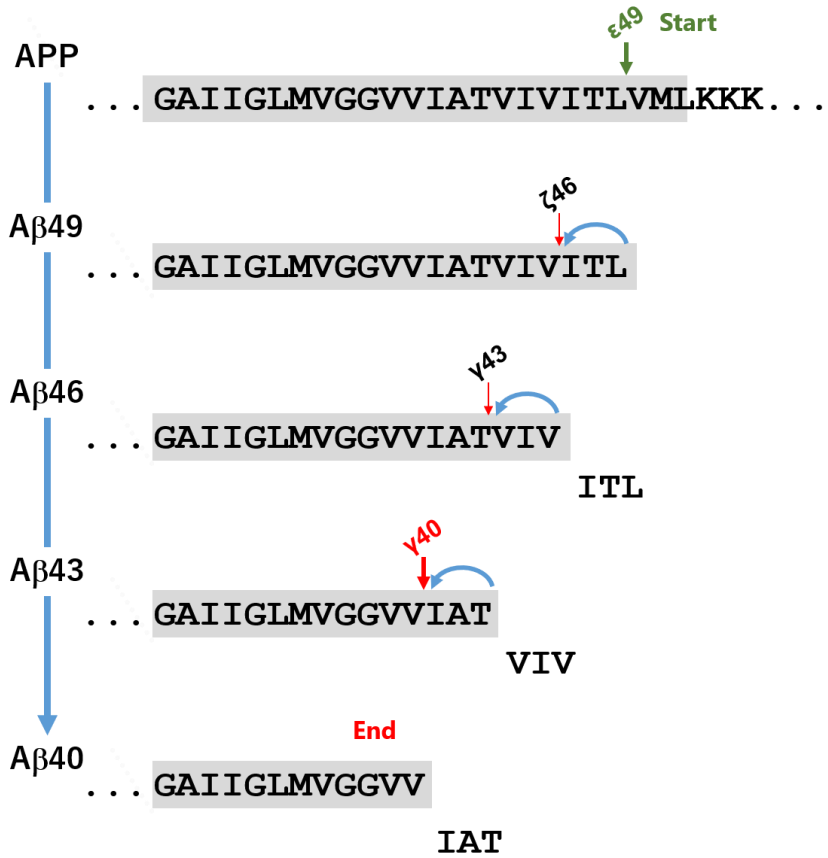 ε49 Start
APP
...GAIIGLMVGGVVIATVIVITLVMLKKK...
ζ46
Aβ49
...GAIIGLMVGGVVIATVIVITL
γ43
Aβ46
...GAIIGLMVGGVVIATVIV
ITL
γ40
Aβ43
...GAIIGLMVGGVVIAT
VIV
End
Aβ40
...GAIIGLMVGGVV
IAT